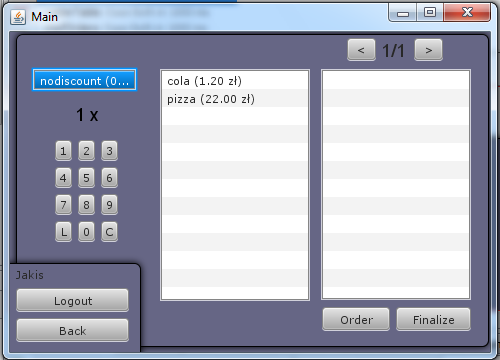 Main
< 1/1 >
nodiscount (0...
cola (1.20 zł)
pizza (22.00 zł)
1 x
1 2 3
4 5 6
7 8 9
L 0 C
Jakis
Logout
Back
Order
Finalize